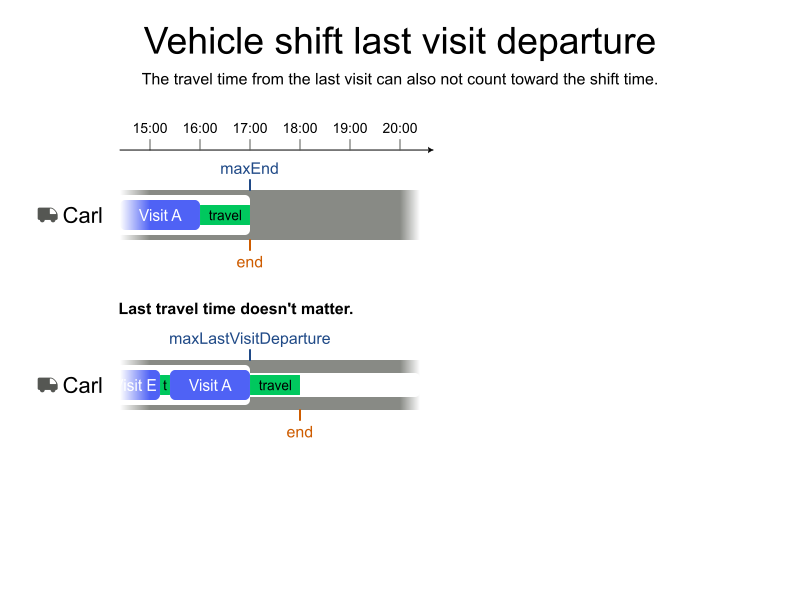 Vehicle shift last visit departure
The travel time from the last visit can also not count toward the shift time.
15:00 16:00 17:00 18:00 19:00 20:00
maxEnd
Carl Visit A travel
end
Last travel time doesn't matter.
maxLastVisitDeparture
Carl isit E t Visit A travel
end